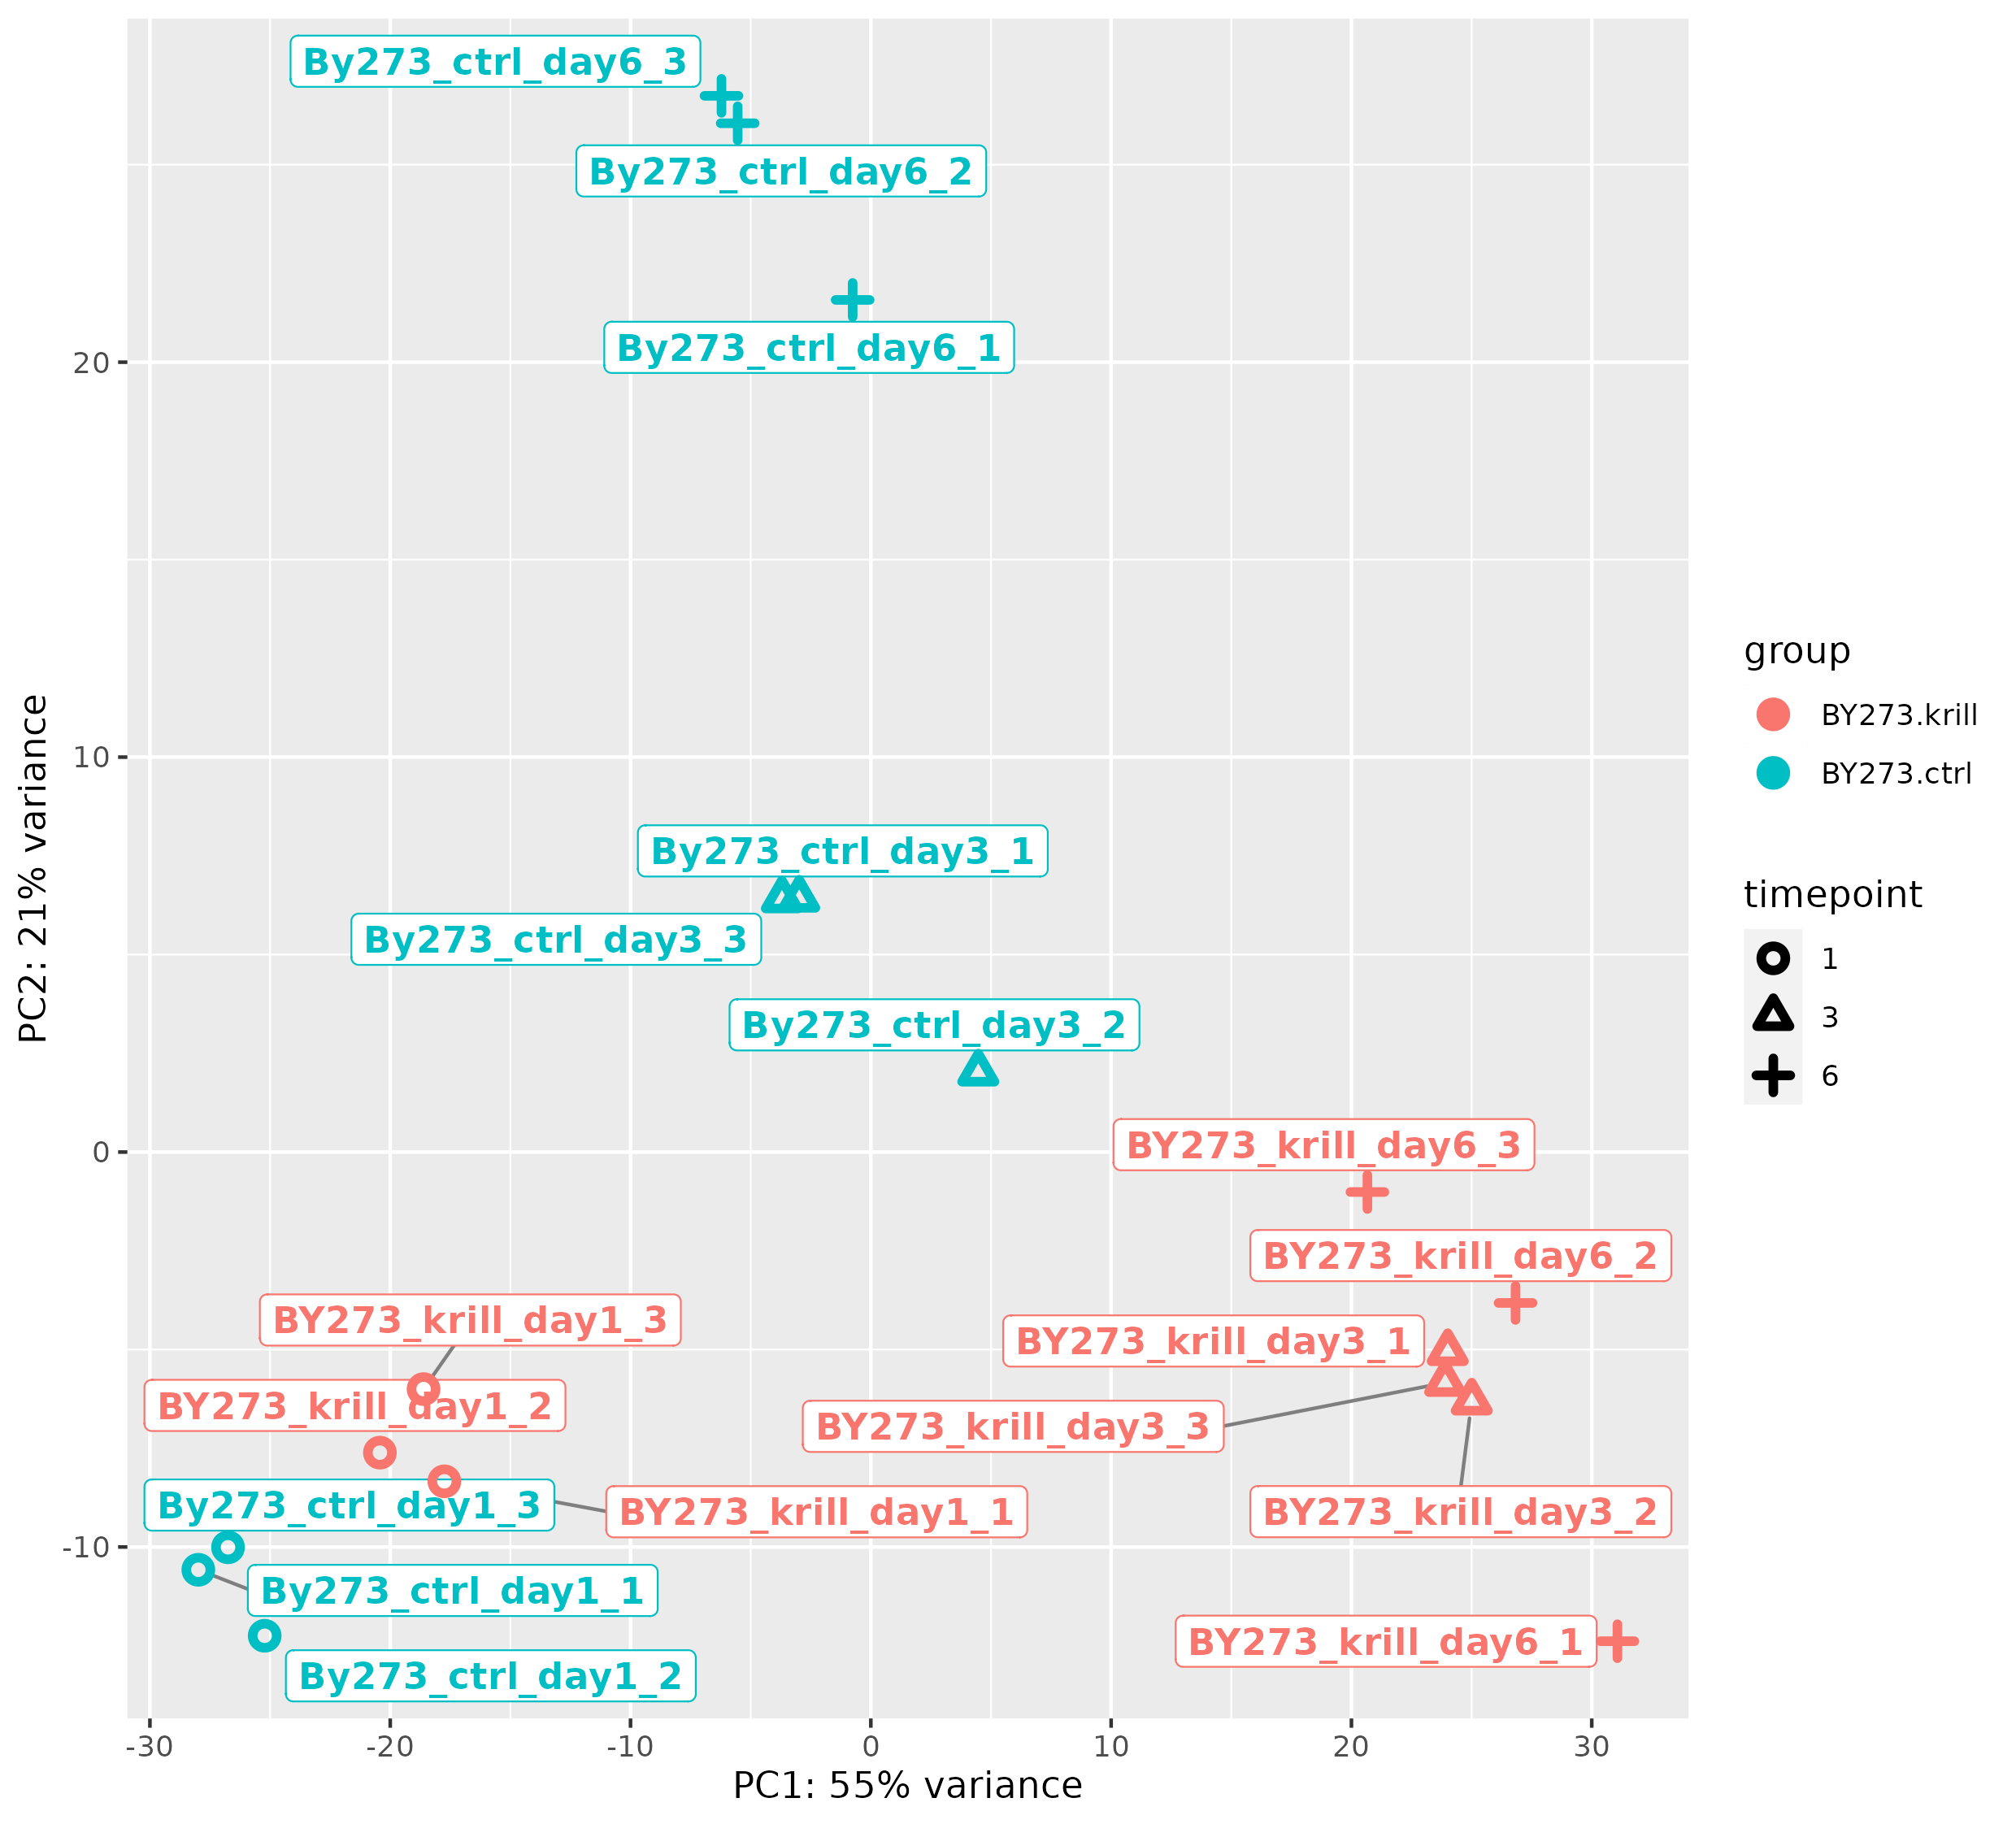 By273_ctrl_day6_3
By273_ctrl_day6_2
By273_ctrl_day6_1
By273_ctrl_day3_1
By273_ctrl_day3_3
By273_ctrl_day3_2
BY273_krill_day6_3
BY273_krill_day6_2
BY273_krill_day1_3
BY273_krill_day3_1
BY273_krill_day1_2
BY273_krill_day3_3
By273_ctrl_day1_3
BY273_krill_day1_1
BY273_krill_day3_2
By273_ctrl_day1_1
BY273_krill_day6_1
By273_ctrl_day1_2
20
10
0
-10
PC2: 21% variance
-30 -20 -10 0 10 20 30
PC1: 55% variance
group
BY273.krill
BY273.ctrl
timepoint
1
3
6